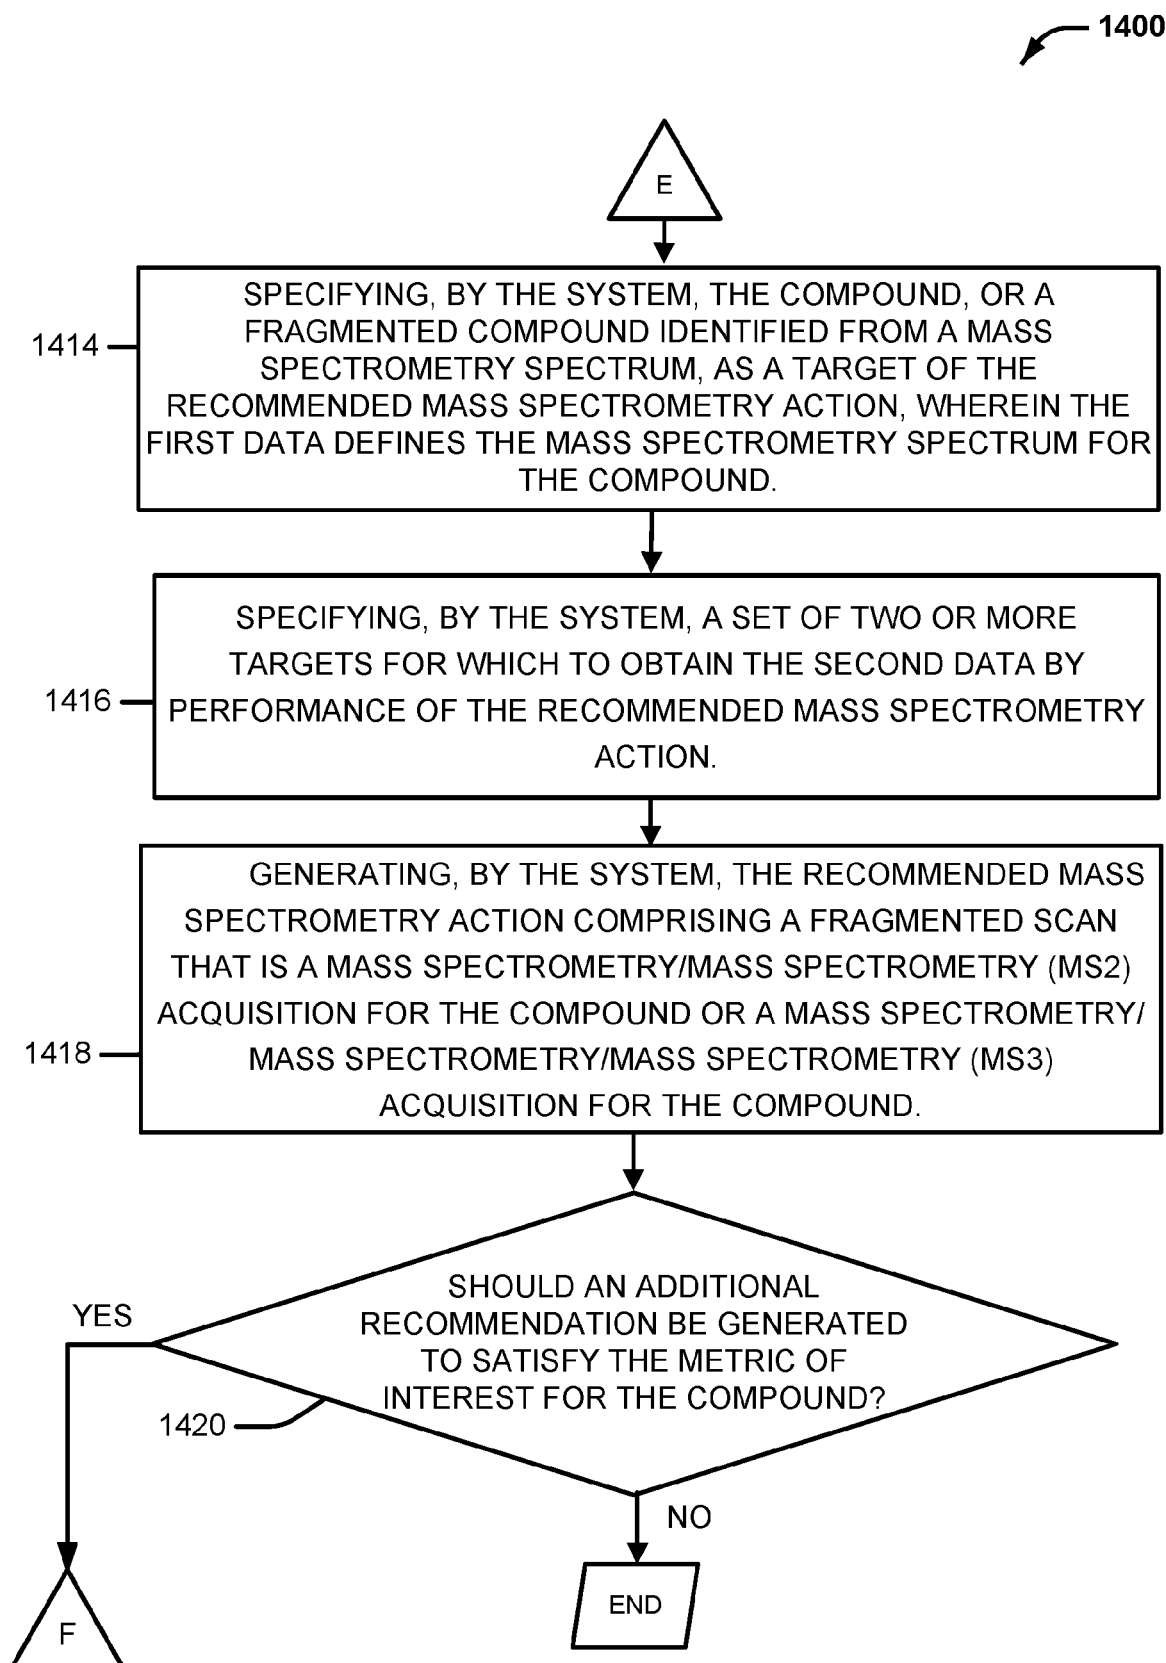 1400
E
SPECIFYING, BY THE SYSTEM, THE COMPOUND, OR A
FRAGMENTED COMPOUND IDENTIFIED FROM A MASS
SPECTROMETRY SPECTRUM, AS A TARGET OF THE
RECOMMENDED MASS SPECTROMETRY ACTION, WHEREIN THE
FIRST DATA DEFINES THE MASS SPECTROMETRY SPECTRUM FOR
THE COMPOUND.
1414
SPECIFYING, BY THE SYSTEM, A SET OF TWO OR MORE
TARGETS FOR WHICH TO OBTAIN THE SECOND DATA BY
PERFORMANCE OF THE RECOMMENDED MASS SPECTROMETRY
ACTION.
1416
GENERATING, BY THE SYSTEM, THE RECOMMENDED MASS
SPECTROMETRY ACTION COMPRISING A FRAGMENTED SCAN
THAT IS A MASS SPECTROMETRY/MASS SPECTROMETRY (MS2)
ACQUISITION FOR THE COMPOUND OR A MASS SPECTROMETRY/
MASS SPECTROMETRY/MASS SPECTROMETRY (MS3)
ACQUISITION FOR THE COMPOUND.
1418
SHOULD AN ADDITIONAL
RECOMMENDATION BE GENERATED
TO SATISFY THE METRIC OF
INTEREST FOR THE COMPOUND?
YES
1420
NO
END
F